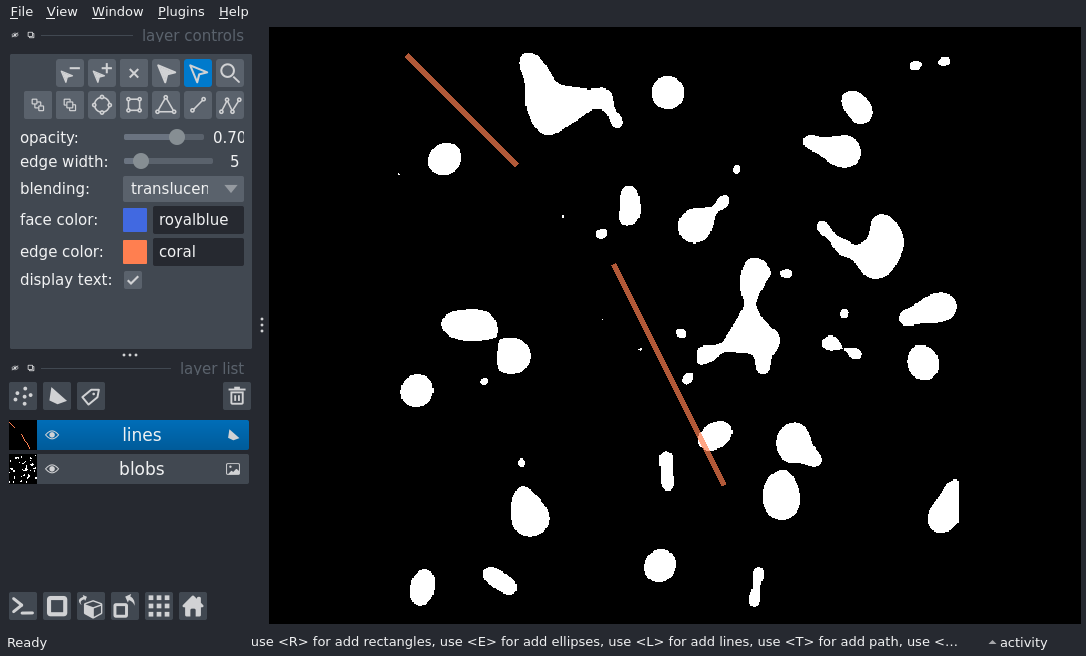 File View Window Plugins Help
layer controls
opacity: 0.70
edge width: 5
blending: translucen
face color: royalblue
edge color: coral
display text:
layer list
lines
blobs
Ready use <R> for add rectangles, use <E> for add ellipses, use <L> for add lines, use <T> for add path, use <... activity